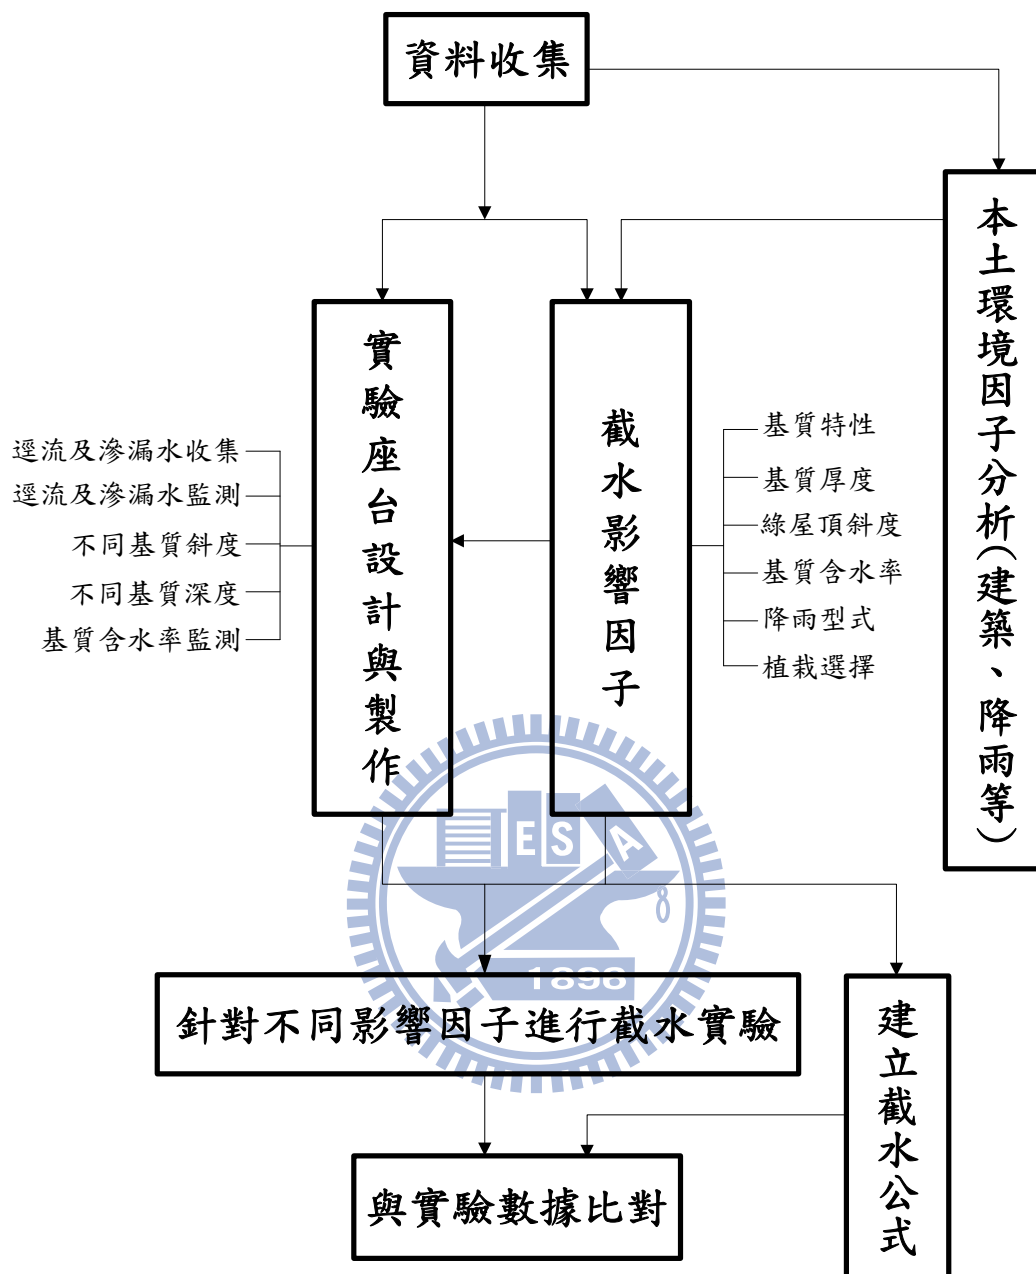 資料收集
本土環境因子分析(建築、降雨等)
實驗座台設計與製作
截水影響因子
逕流及滲漏水收集
逕流及滲漏水監測
不同基質斜度
不同基質深度
基質含水率監測
基質特性
基質厚度
綠屋頂斜度
基質含水率
降雨型式
植栽選擇
E S A
1898
針對不同影響因子進行截水實驗
建立截水公式
與實驗數據比對